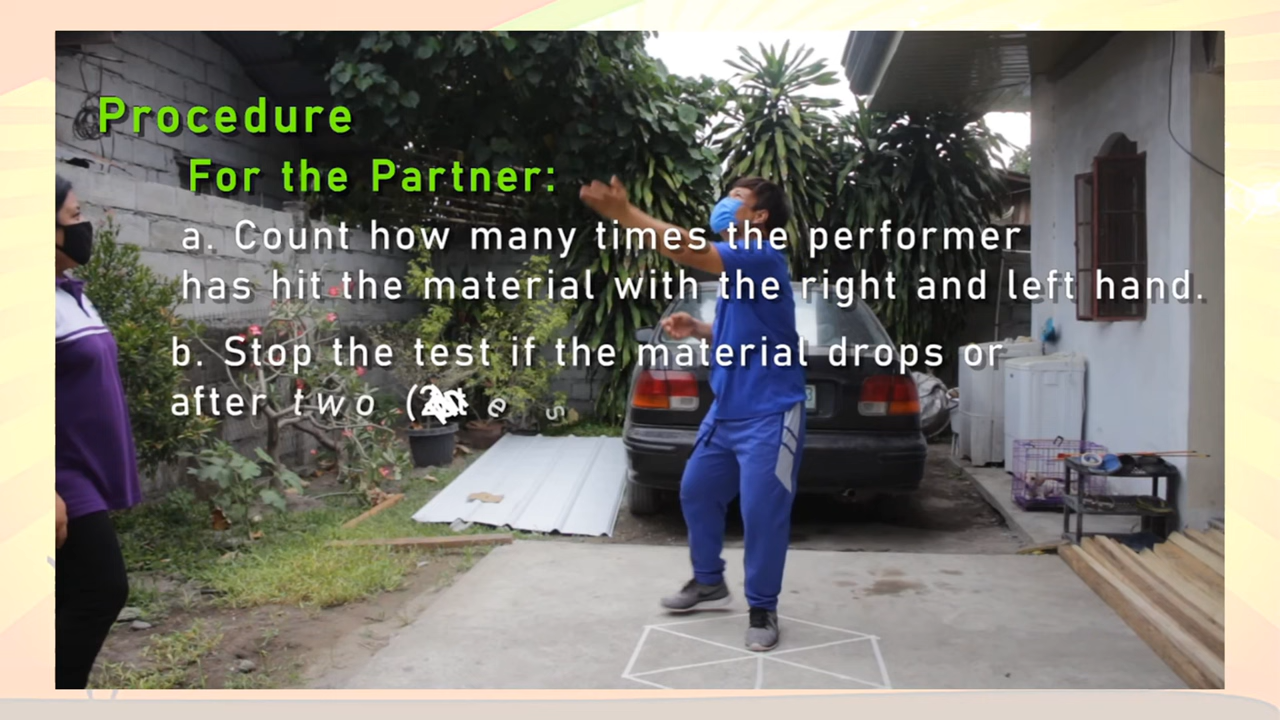 Procedure
For the Partner:
a. Count how many times the performer
has hit the material with the right and left hand.
b. Stop the test if the material drops or
after two